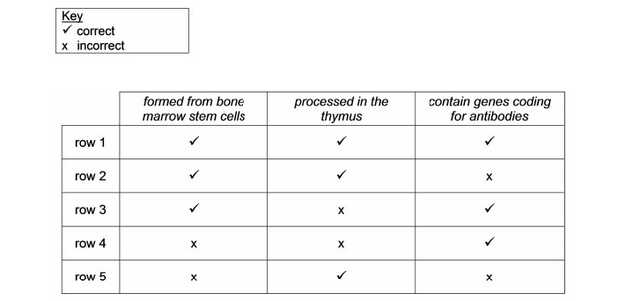 Key
✓ correct
x incorrect
formed from bone marrow stem cells
processed in the thymus
contain genes coding for antibodies
row 1 ✓ ✓ ✓
row 2 ✓ ✓ x
row 3 ✓ x ✓
row 4 x x ✓
row 5 x ✓ x